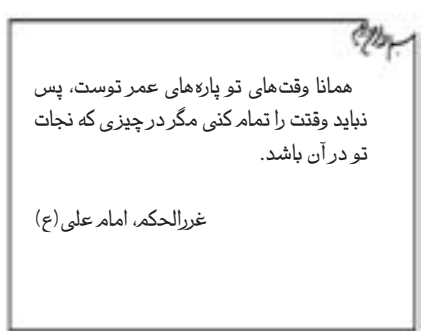 همانا وقت‌های تو پاره‌های عمر توست، پس
نباید وقتت را تمام کنی مگر در چیزی که نجات
تو در آن باشد.
غررالحکم، امام علی(ع)